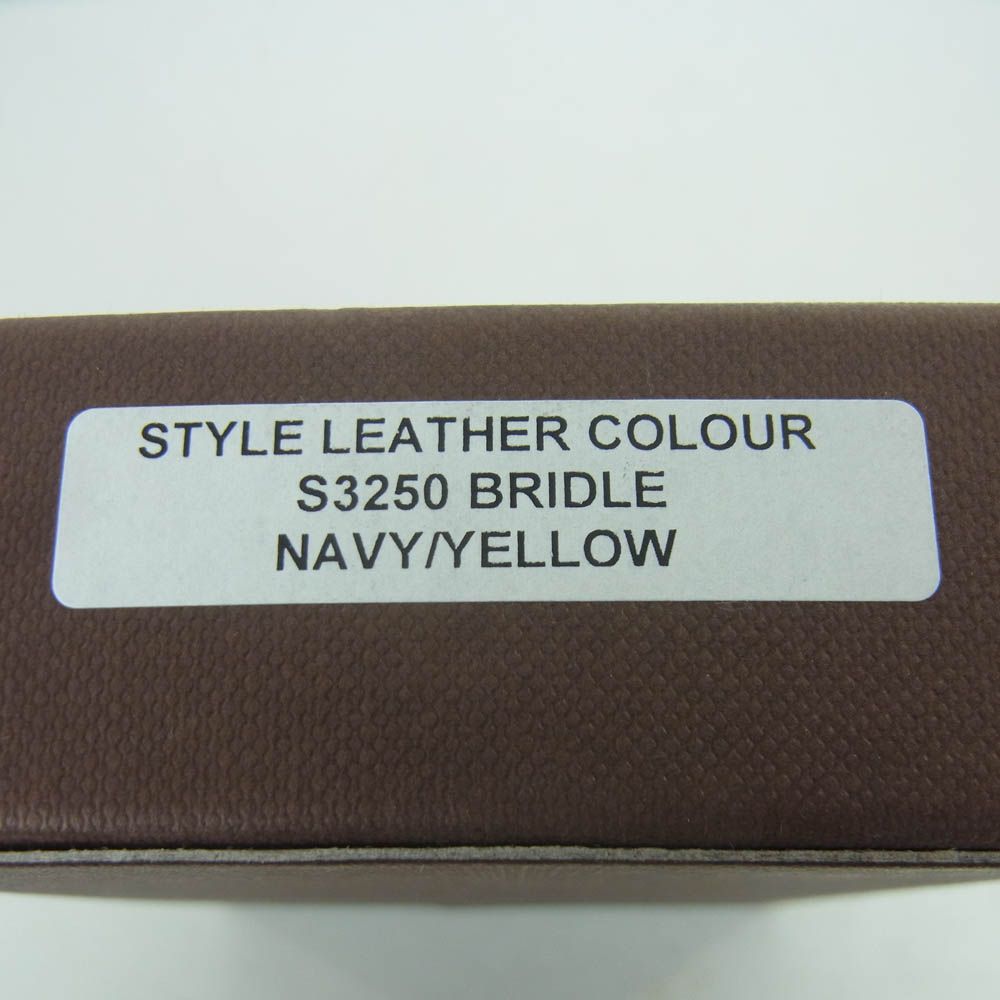 STYLE LEATHER COLOUR
S3250 BRIDLE
NAVY/YELLOW